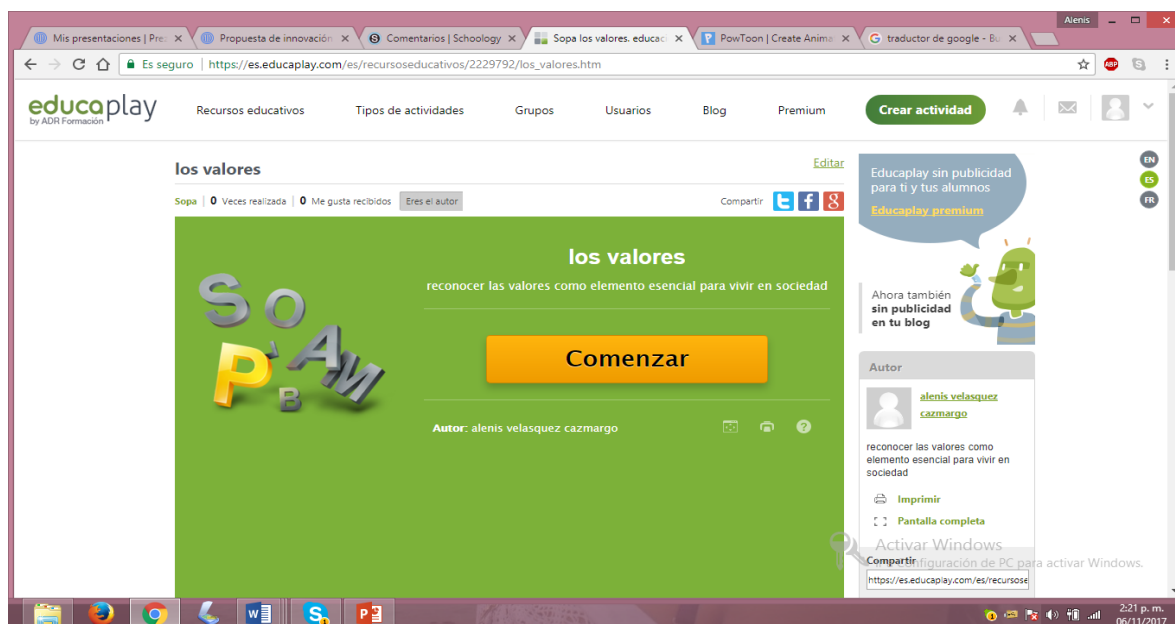 Alenis
Mis presentaciones | Pre
Propuesta de innovación
Comentarios | Schoology
Sopa los valores. educac
PowToon | Create Anima
traductor de google - Bu
Es seguro | https://es.educaplay.com/es/recursoseducativos/2229792/los_valores.htm
ABP
educaplay
by ADR Formación
Recursos educativos
Tipos de actividades
Grupos
Usuarios
Blog
Premium
Crear actividad
EN
ES
FR
los valores
Editar
Sopa | 0 Veces realizada | 0 Me gusta recibidos
Eres el autor
Compartir
los valores
reconocer las valores como elemento esencial para vivir en sociedad
Comenzar
Autor: alenis velasquez cazmargo
Educaplay sin publicidad
para ti y tus alumnos
Educaplay premium
Ahora también
sin publicidad
en tu blog
Autor
alenis velasquez
cazmargo
reconocer las valores como
elemento esencial para vivir en
sociedad
Imprimir
Pantalla completa
Activar Windows
Compartir
configuración de PC para activar Windows.
https://es.educaplay.com/es/recursose
2:21 p. m.
06/11/2017